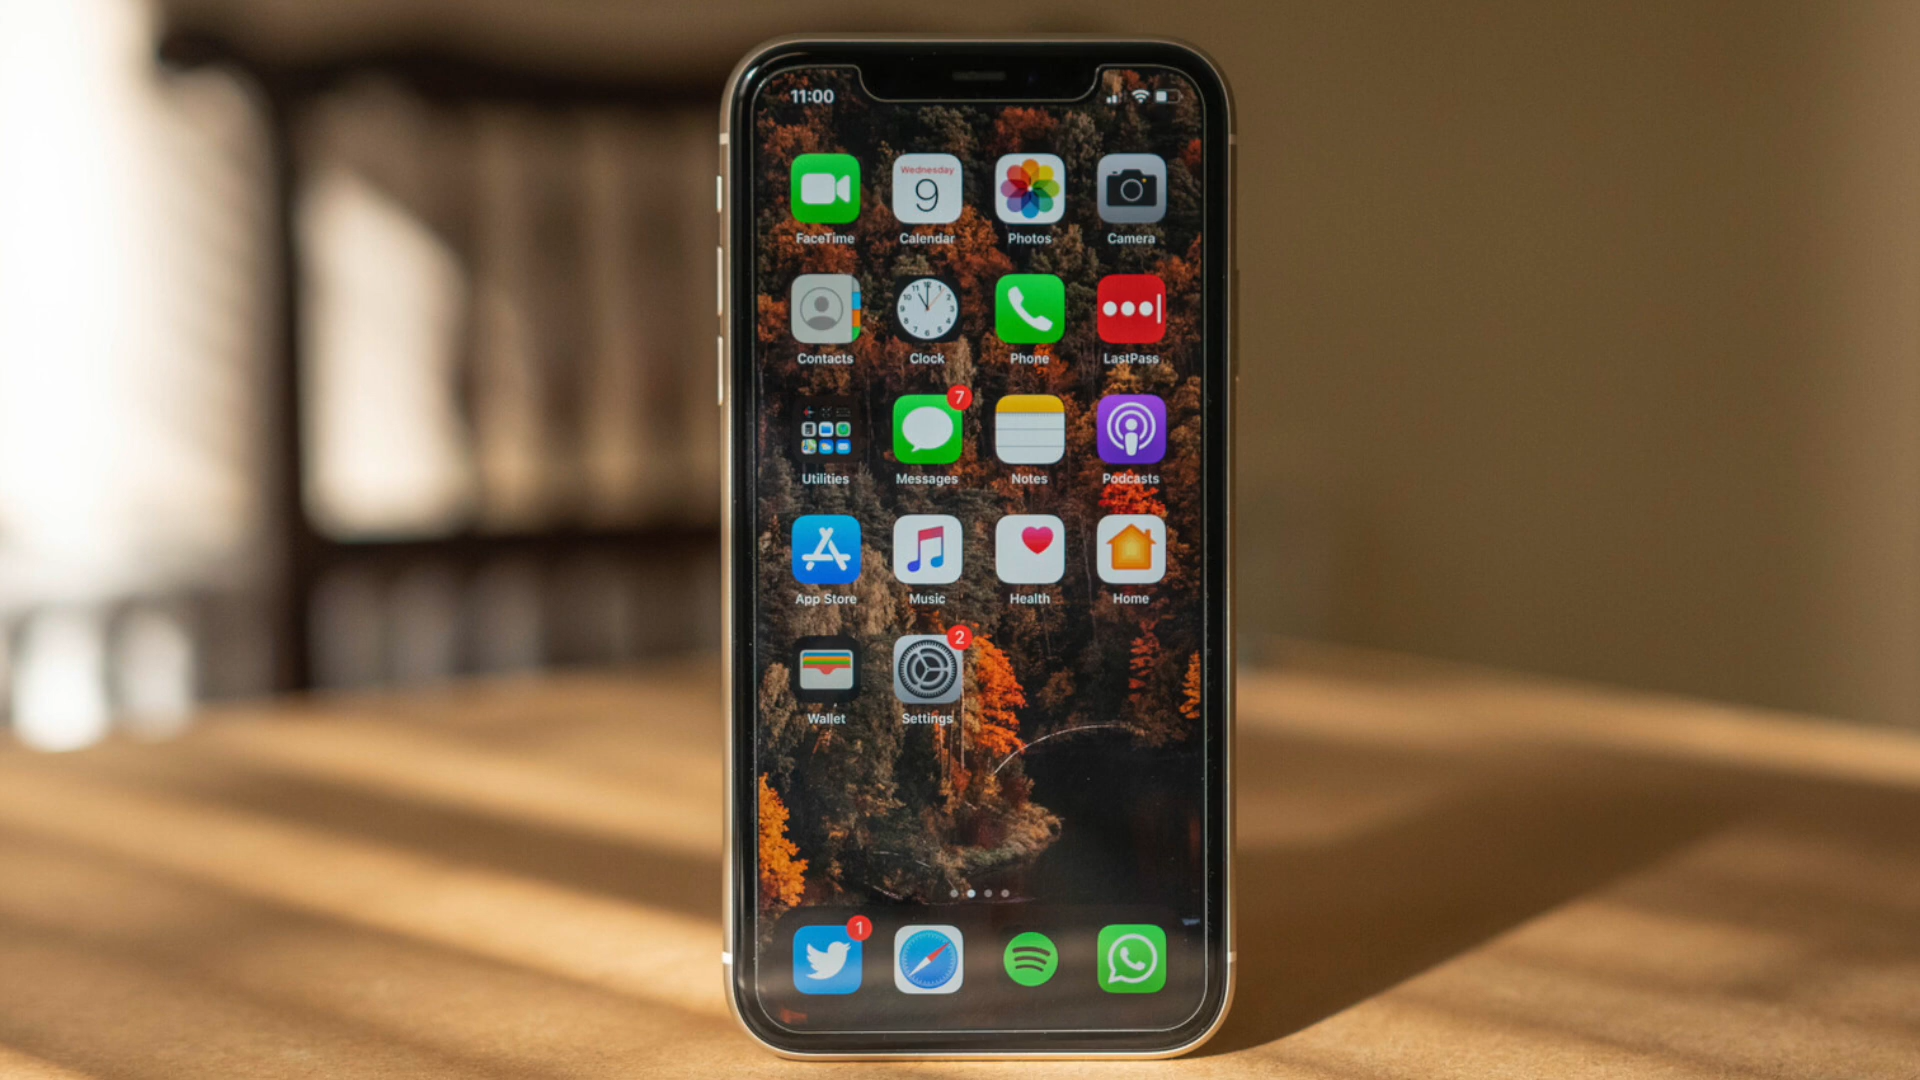 11:00
Wednesday
9
FaceTime
Calendar
Photos
Camera
Contacts
Clock
Phone
LastPass
7
Utilities
Messages
Notes
Podcasts
App Store
Music
Health
Home
2
Wallet
Settings
1